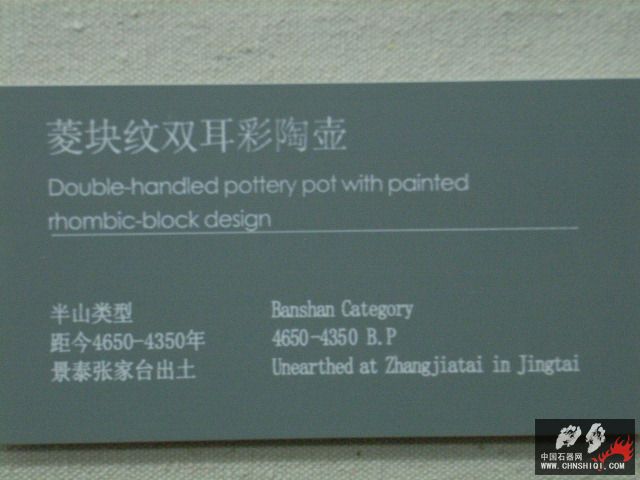 菱块纹双耳彩陶壶
Double-handled pottery pot with painted
rhombic-block design
半山类型
距今4650-4350年
景泰张家台出土
Banshan Category
4650-4350 B.P
Unearthed at Zhangjiatai in Jingtai
中国石器网
WWW.CHNSHIQI.COM